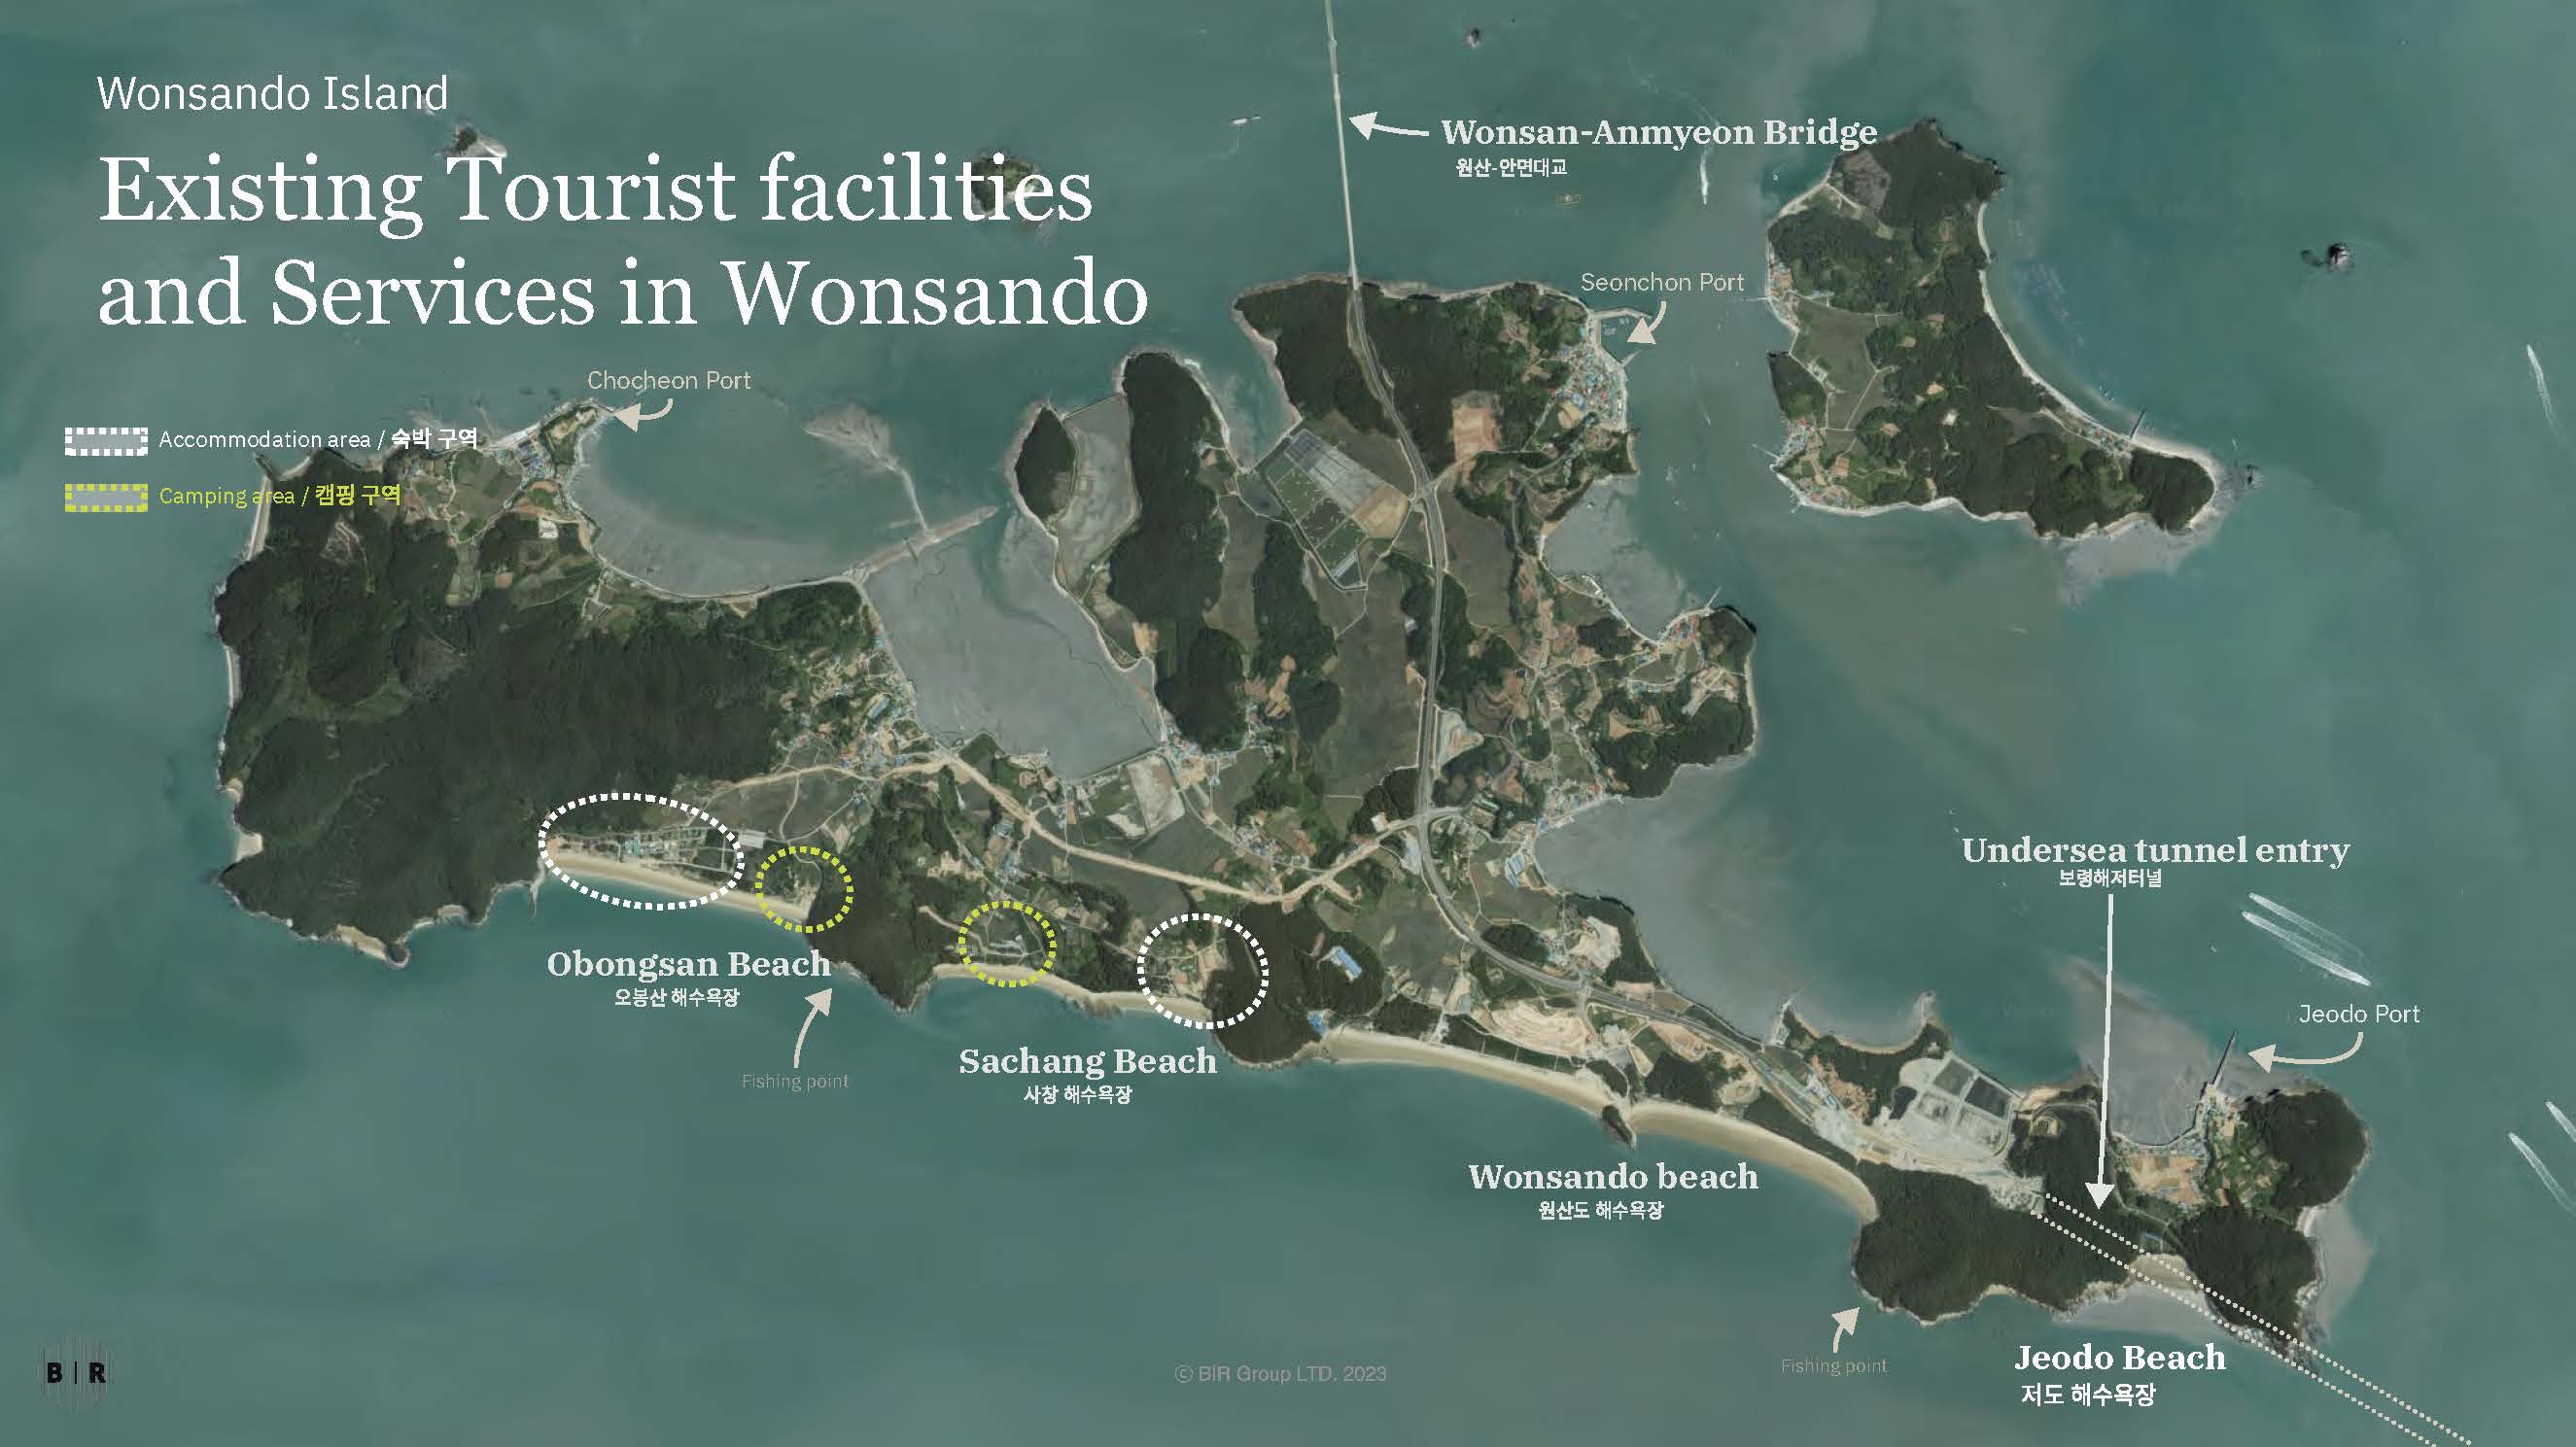 Wonsando Island
Existing Tourist facilities
and Services in Wonsando
Wonsan-Anmyeon Bridge
원산-안면대교
Seonchon Port
Chocheon Port
Accommodation area / 숙박 구역
Camping area / 캠핑 구역
Undersea tunnel entry
보령해저터널
Obongsan Beach
오봉산 해수욕장
Fishing point
Sachang Beach
사창 해수욕장
Jeodo Port
Wonsando beach
원산도 해수욕장
Fishing point
Jeodo Beach
저도 해수욕장
B | R
© BIR Group LTD. 2023